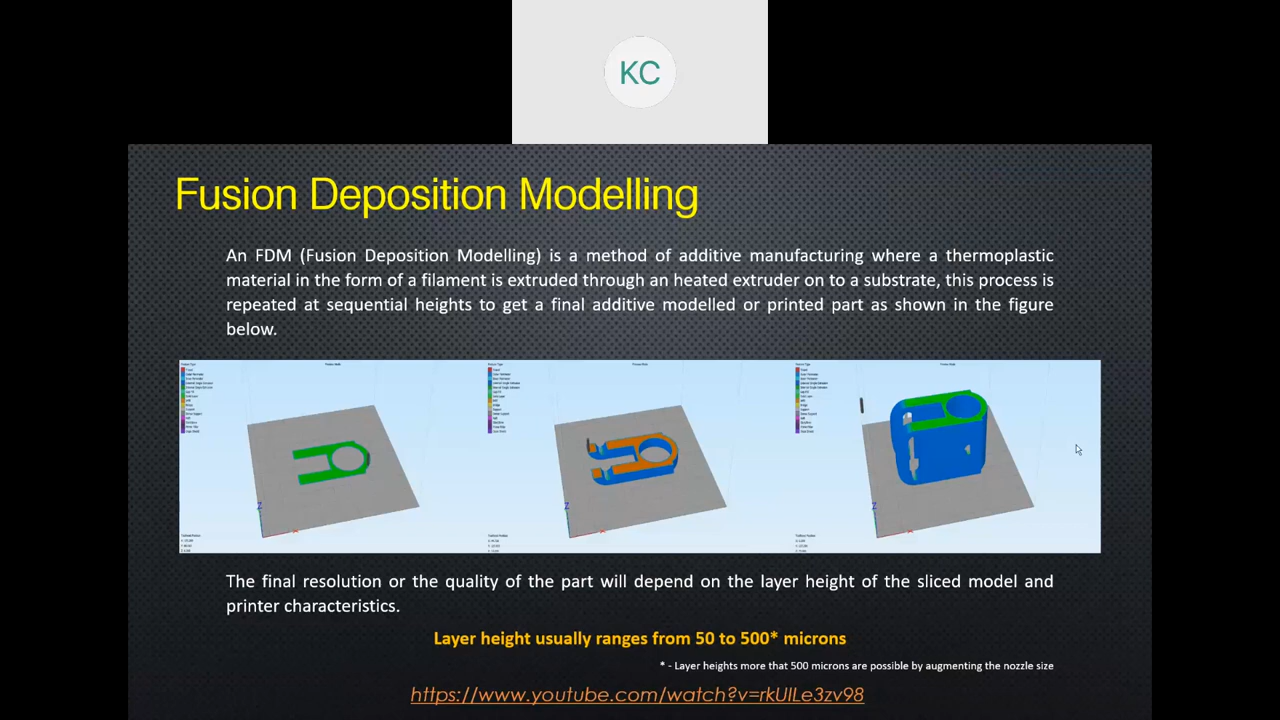 KC
Fusion Deposition Modelling
An FDM (Fusion Deposition Modelling) is a method of additive manufacturing where a thermoplastic
material in the form of a filament is extruded through an heated extruder on to a substrate, this process is
repeated at sequential heights to get a final additive modelled or printed part as shown in the figure
below.
Z
Z
Z
The final resolution or the quality of the part will depend on the layer height of the sliced model and
printer characteristics.
Layer height usually ranges from 50 to 500* microns
* - Layer heights more that 500 microns are possible by augmenting the nozzle size
https://www.youtube.com/watch?v=rkUlLe3zv98